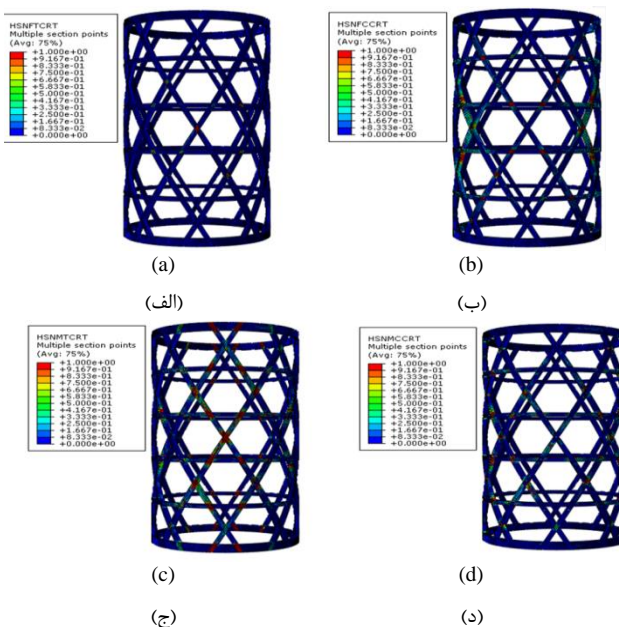 HSNFTCRT
Multiple section points
(Avg: 75%)
+1.000e+00
+9.167e-01
+8.333e-01
+7.500e-01
+6.667e-01
+5.833e-01
+5.000e-01
+4.167e-01
+3.333e-01
+2.500e-01
+1.667e-01
+8.333e-02
+0.000e+00
HSNFCCRT
Multiple section points
(Avg: 75%)
+1.000e+00
+9.167e-01
+8.333e-01
+7.500e-01
+6.667e-01
+5.833e-01
+5.000e-01
+4.167e-01
+3.333e-01
+2.500e-01
+1.667e-01
+8.333e-02
+0.000e+00
(a)
(b)
(الف)
(ب)
HSNMTCRT
Multiple section points
(Avg: 75%)
+1.000e+00
+9.167e-01
+8.333e-01
+7.500e-01
+6.667e-01
+5.833e-01
+5.000e-01
+4.167e-01
+3.333e-01
+2.500e-01
+1.667e-01
+8.333e-02
+0.000e+00
HSNMCCRT
Multiple section points
(Avg: 75%)
+1.000e+00
+9.167e-01
+8.333e-01
+7.500e-01
+6.667e-01
+5.833e-01
+5.000e-01
+4.167e-01
+3.333e-01
+2.500e-01
+1.667e-01
+8.333e-02
+0.000e+00
(c)
(d)
(ج)
(د)